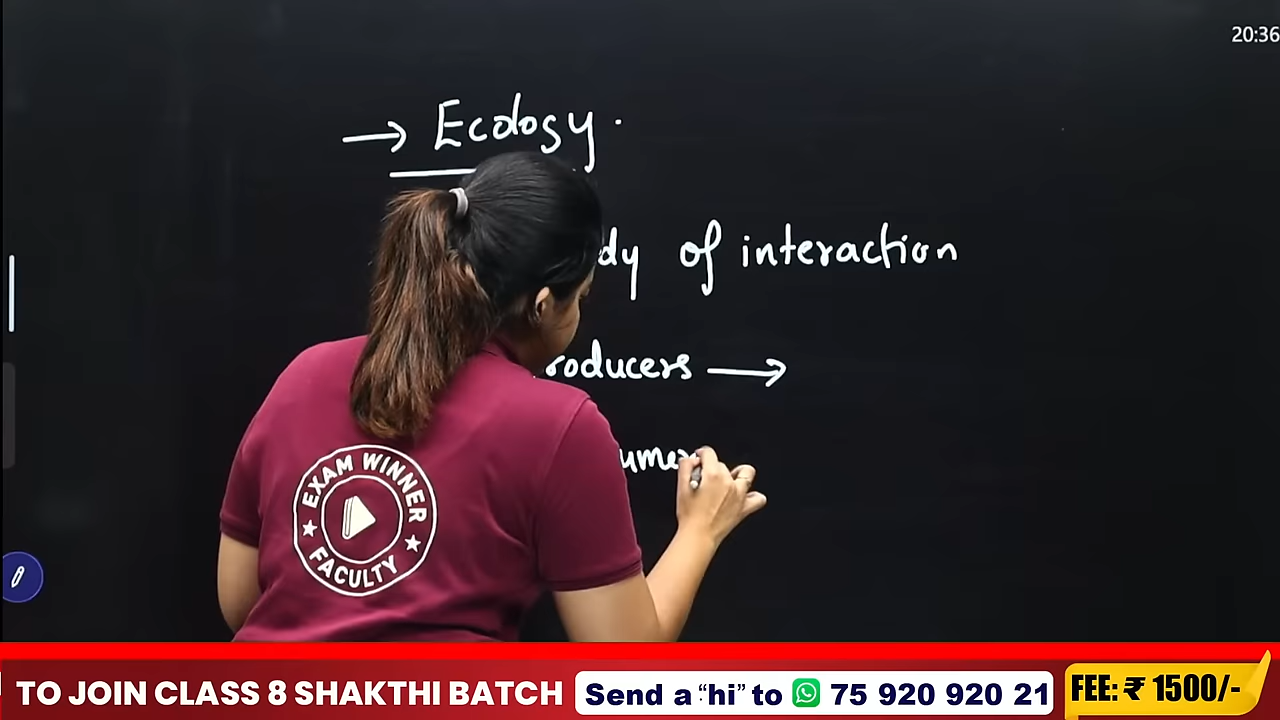 20:36
→ Ecology.
dy of interaction
roducers →
umer
EXAM WINNER
FACULTY
TO JOIN CLASS 8 SHAKTHI BATCH
Send a “hi” to 75 920 920 21
FEE: ₹ 1500/-